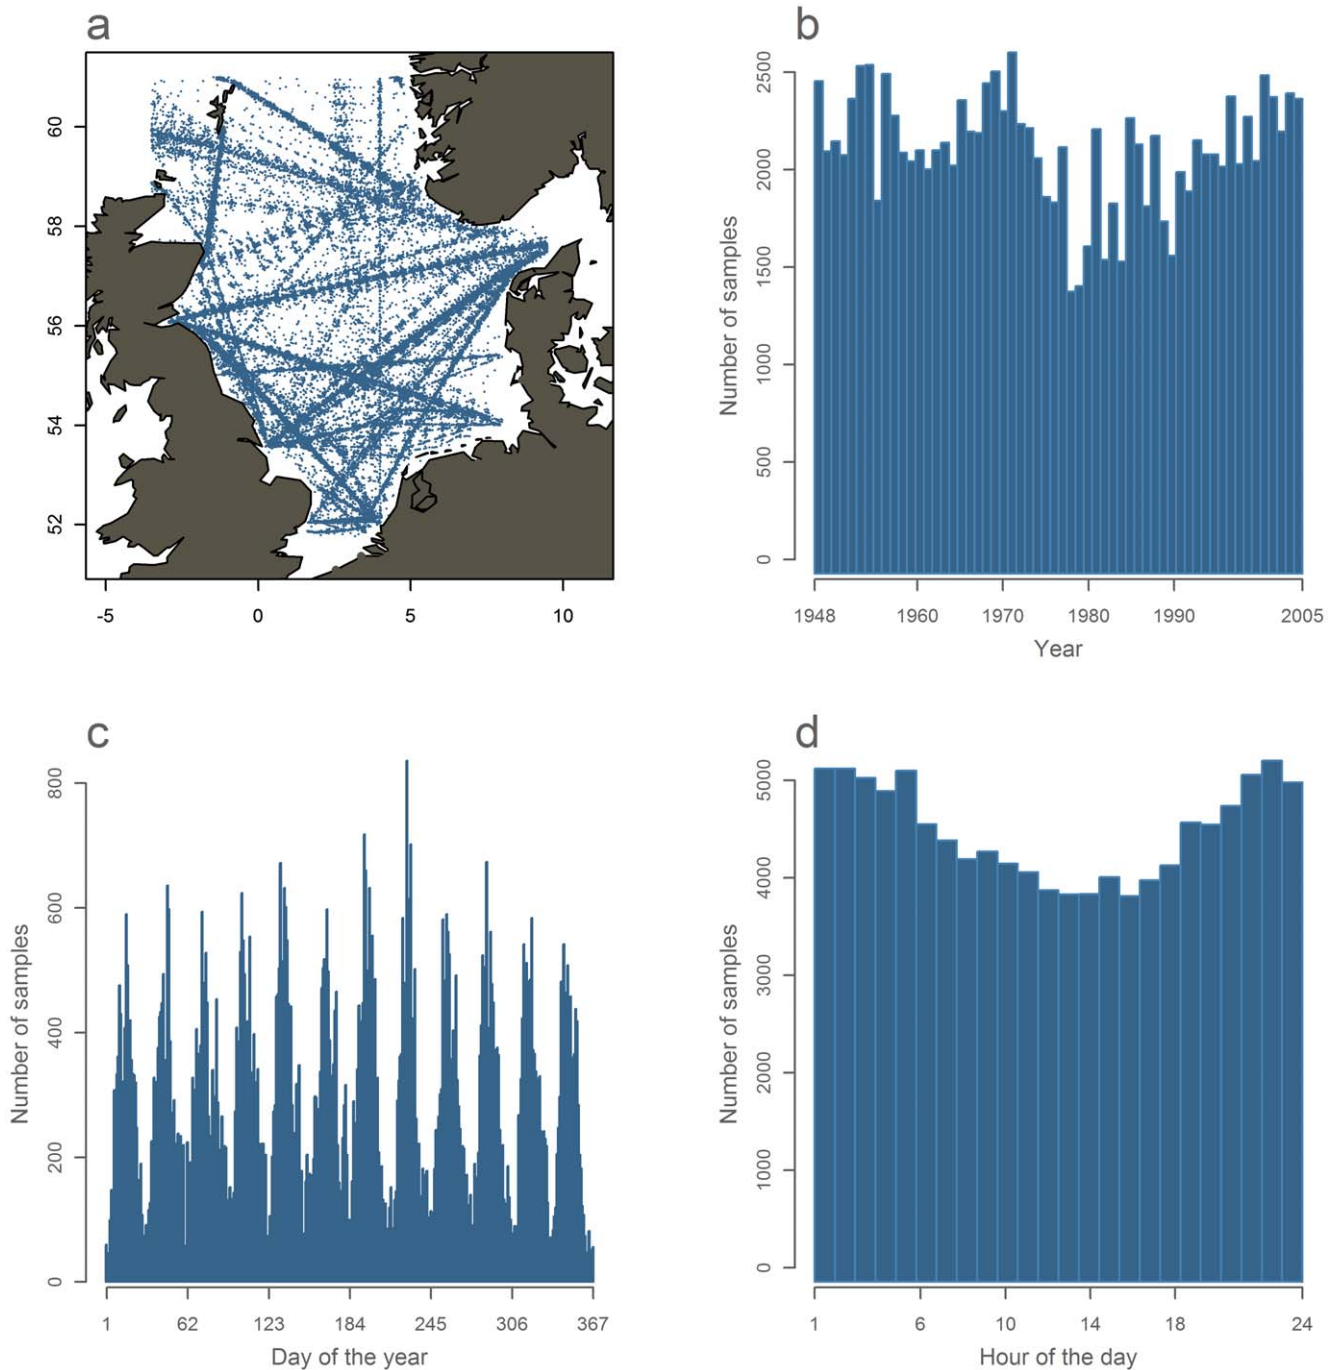 a
60
58
56
54
52
-5 0 5 10
b
Number of samples
2500
2000
1500
1000
500
0
1948 1960 1970 1980 1990 2005
Year
c
Number of samples
800
600
400
200
0
1 62 123 184 245 306 367
Day of the year
d
Number of samples
5000
4000
3000
2000
1000
0
1 6 10 14 18 24
Hour of the day